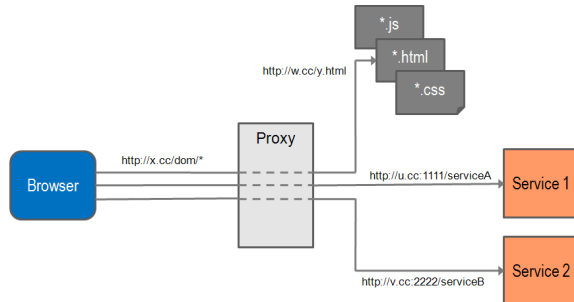 *.js
*.html
*.css
http://w.cc/y.html
Proxy
http://x.cc/dom/*
Browser
http://u.cc:1111/serviceA
Service 1
Service 2
http://v.cc:2222/serviceB